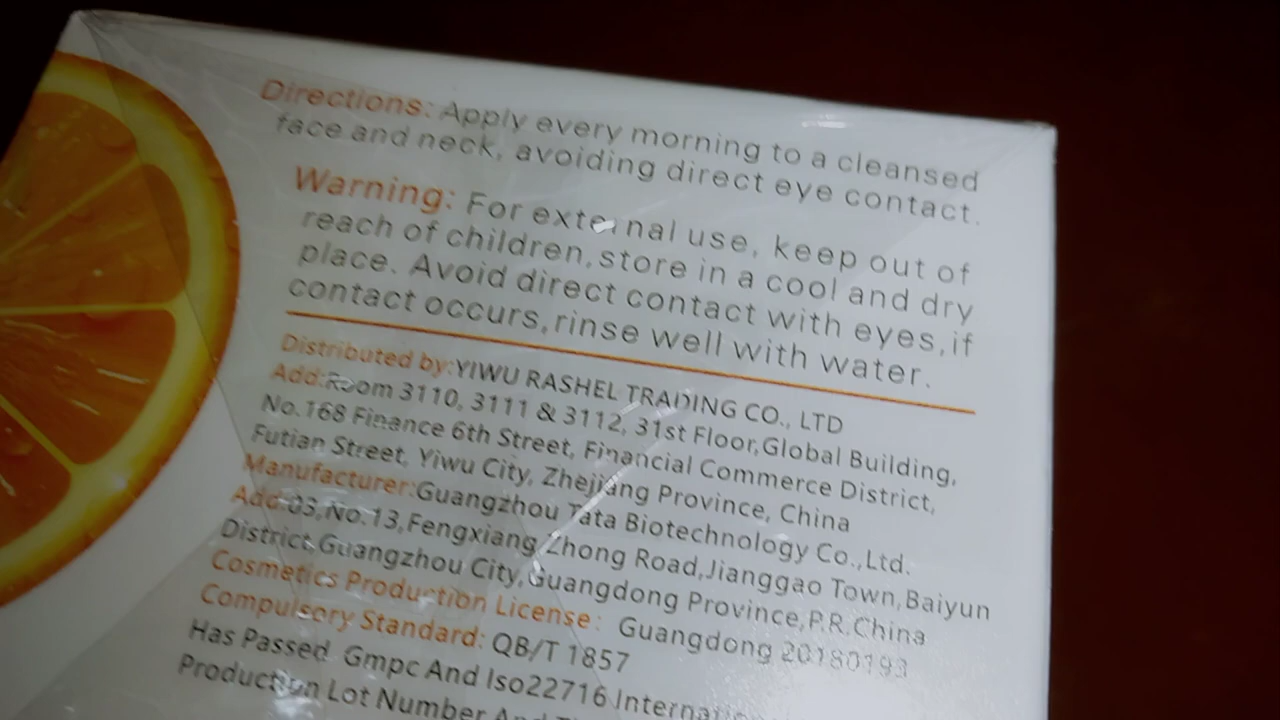 Directions: Apply every morning to a cleansed
face and neck, avoiding direct eye contact.
Warning: For external use, keep out of
reach of children,store in a cool and dry
place. Avoid direct contact with eyes,if
contact occurs,rinse well with water.
Distributed by:YIWU RASHEL TRADING CO., LTD
Add:Room 3110, 3111 & 3112, 31st Floor,Global Building,
No.168 Finance 6th Street, Financial Commerce District,
Futian Street, Yiwu City, Zhejiang Province, China
Manufacturer:Guangzhou Tata Biotechnology Co.,Ltd.
Add:03,No.13,Fengxiang Zhong Road,Jianggao Town,Baiyun
District,Guangzhou City,Guangdong Province,P.R.China
Cosmetics Production License: Guangdong 20180193
Compulsory Standard: QB/T 1857
Has Passed Gmpc And Iso22716
Production Lot Number And